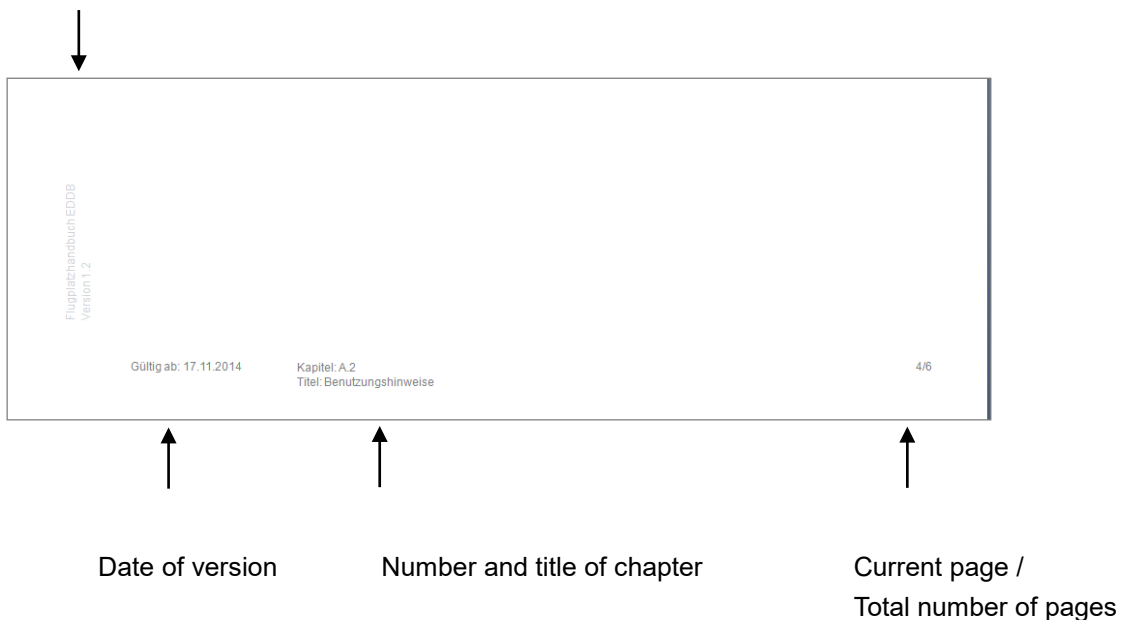 Flugplatzhandbuch EDDB
Version 1.2
Gültig ab: 17.11.2014
Kapitel: A.2
Titel: Benutzungshinweise
4/6
Date of version
Number and title of chapter
Current page /
Total number of pages